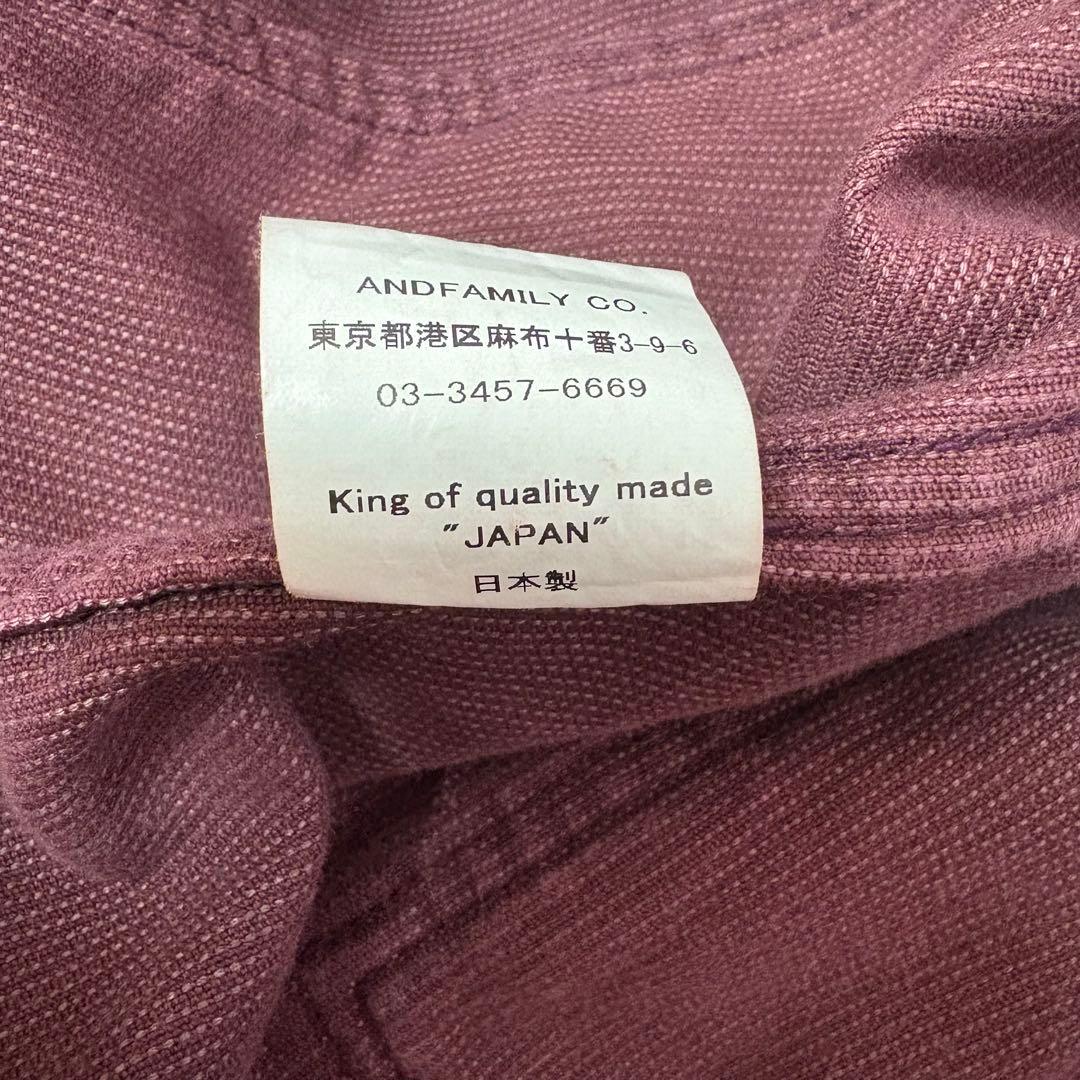 ANDFAMILY CO.
東京都港区麻布十番3-9-6
03-3457-6669
King of quality made
"JAPAN"
日本製